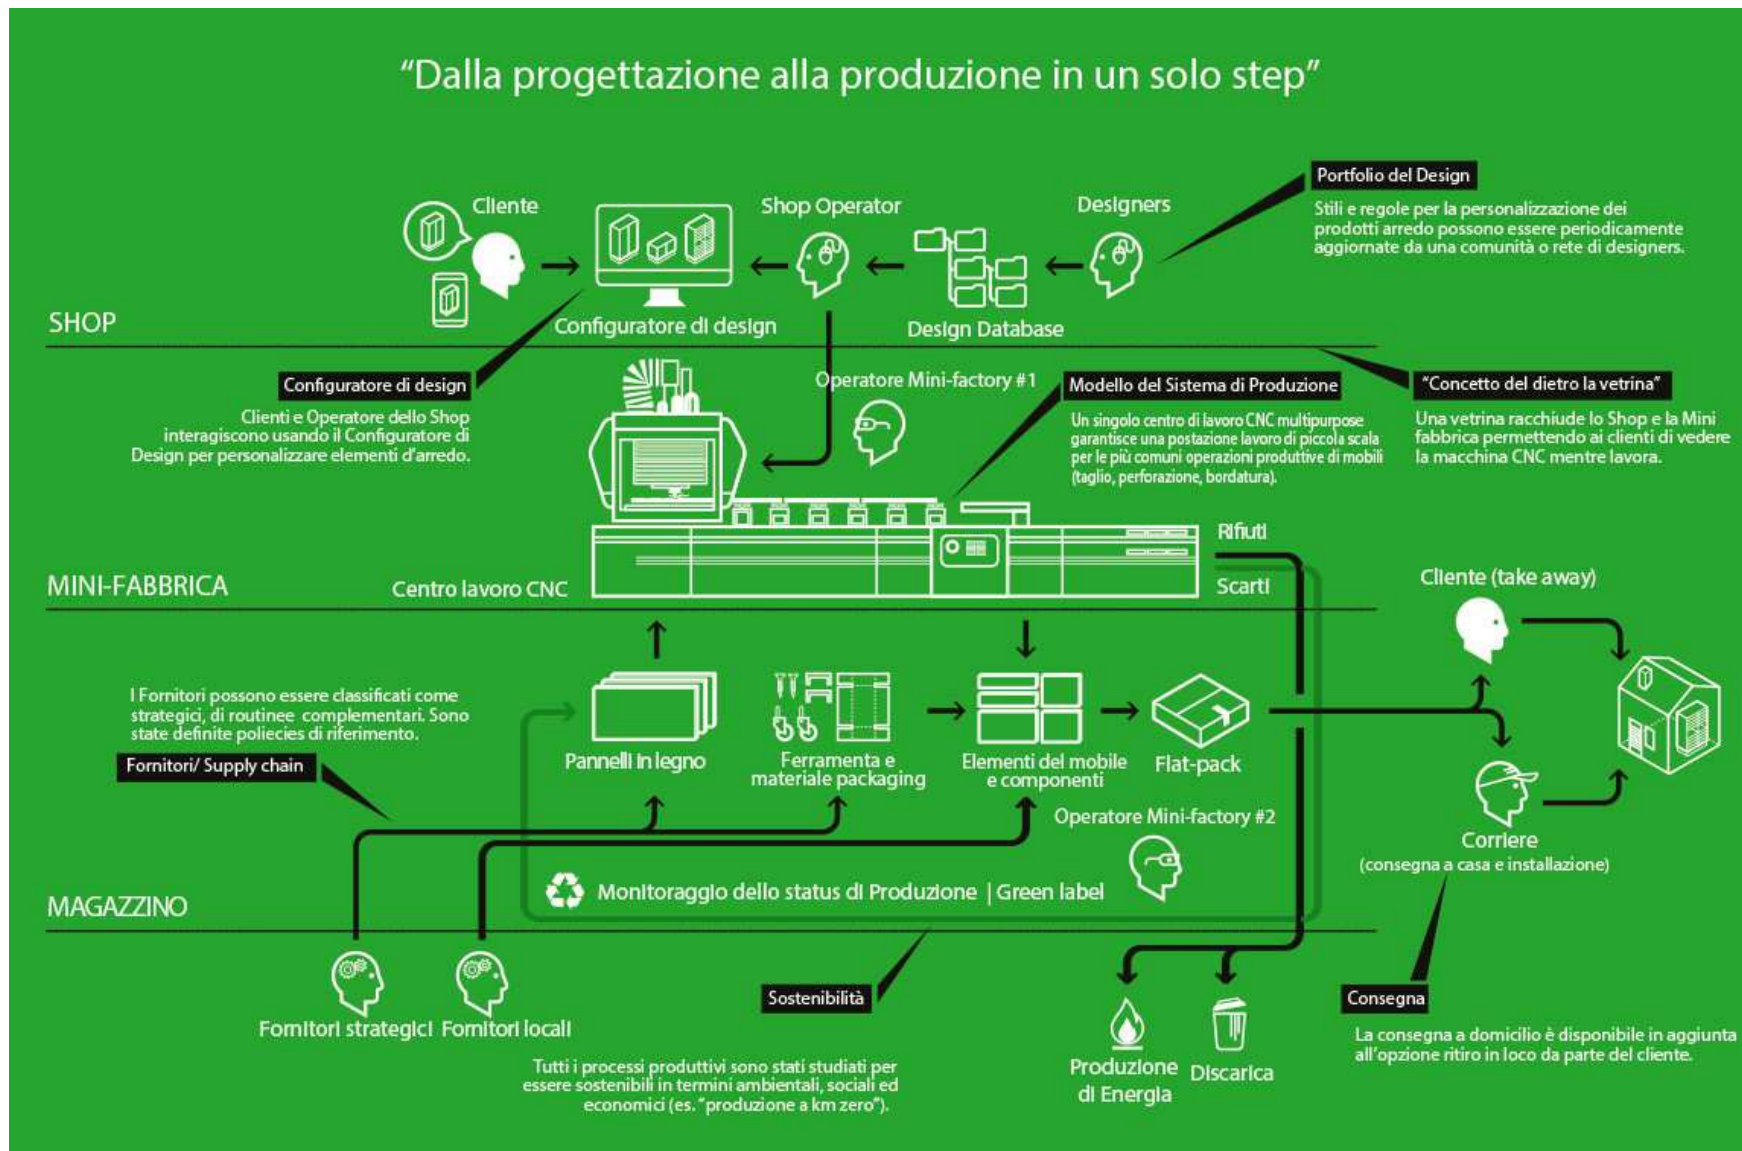 “Dalla progettazione alla produzione in un solo step”
Portfolio del Design
Stili e regole per la personalizzazione dei
prodotti arredo possono essere periodicamente
aggiornate da una comunità o rete di designers.
Cliente
Shop Operator
Designers
SHOP
Configuratore di design
Design Database
Configuratore di design
Clienti e Operatore dello Shop
interagiscono usando il Configuratore di
Design per personalizzare elementi d’arredo.
Operatore Mini-factory #1
Modello del Sistema di Produzione
Un singolo centro di lavoro CNC multipurpose
garantisce una postazione lavoro di piccola scala
per le più comuni operazioni produttive di mobili
(taglio, perforazione, bordatura).
“Concetto del dietro la vetrina”
Una vetrina racchiude lo Shop e la Mini
fabbrica permettendo ai clienti di vedere
la macchina CNC mentre lavora.
Rifiuti
Scarti
MINI-FABBRICA
Centro lavoro CNC
Cliente (take away)
I Fornitori possono essere classificati come
strategici, di routinee complementari. Sono
state definite poliecies di riferimento.
Fornitori/ Supply chain
Pannelli in legno
Ferramenta e
materiale packaging
Elementi del mobile
e componenti
Flat-pack
Operatore Mini-factory #2
Corriere
(consegna a casa e installazione)
Monitoraggio dello status di Produzione | Green label
MAGAZZINO
Fornitori strategici
Fornitori locali
Sostenibilità
Tutti i processi produttivi sono stati studiati per
essere sostenibili in termini ambientali, sociali ed
economici (es. “produzione a km zero”).
Produzione
di Energia
Discarica
Consegna
La consegna a domicilio è disponibile in aggiunta
all’opzione ritiro in loco da parte del cliente.